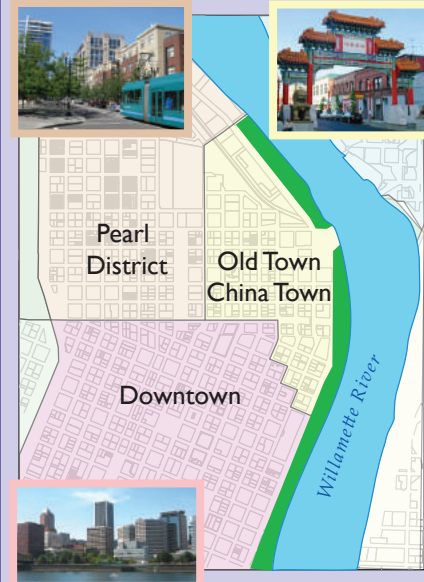 Pearl
District
Old Town
China Town
Downtown
Willamette River